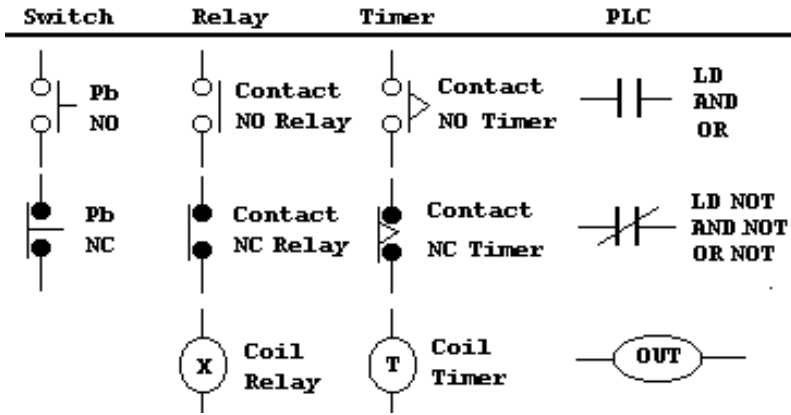 Switch Relay Timer PLC
Pb NO
Contact NO Relay
Contact NO Timer
LD
AND
OR
Pb NC
Contact NC Relay
Contact NC Timer
LD NOT
AND NOT
OR NOT
X
Coil Relay
T
Coil Timer
OUT